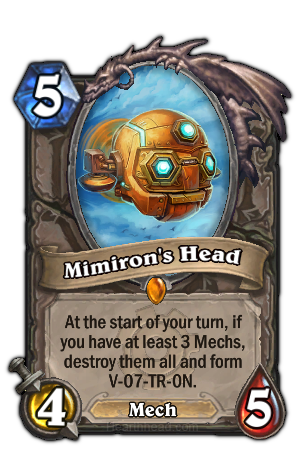 5
Mimiron's Head
At the start of your turn, if
you have at least 3 Mechs,
destroy them all and form
V-07-TR-0N.
4
Mech
5